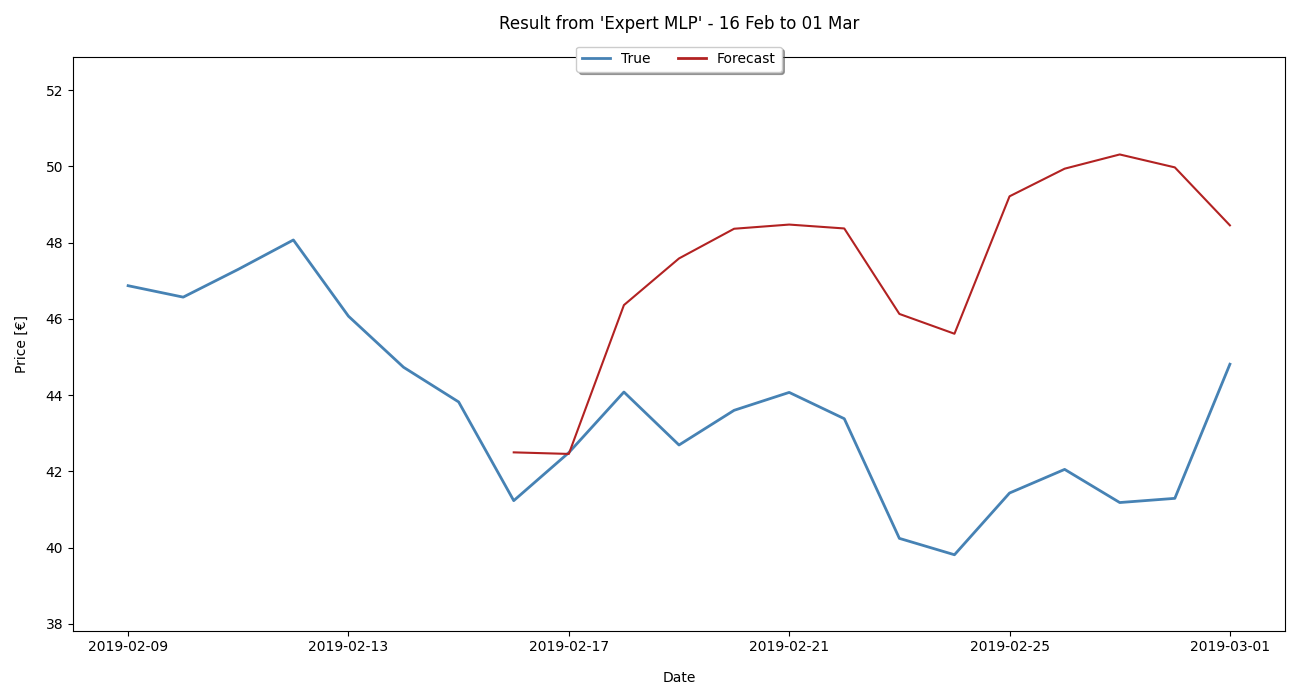 Result from 'Expert MLP' - 16 Feb to 01 Mar
True Forecast
52
50
48
46
44
42
40
38
Price [€]
2019-02-09 2019-02-13 2019-02-17 2019-02-21 2019-02-25 2019-03-01
Date